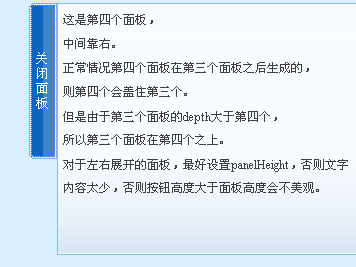 关闭面板
这是第四个面板，
中间靠右。
正常情况第四个面板在第三个面板之后生成的，
则第四个会盖住第三个。
但是由于第三个面板的depth大于第四个，
所以第三个面板在第四个之上。
对于左右展开的面板，最好设置panelHeight，否则文字
内容太少，否则按钮高度大于面板高度会不美观。